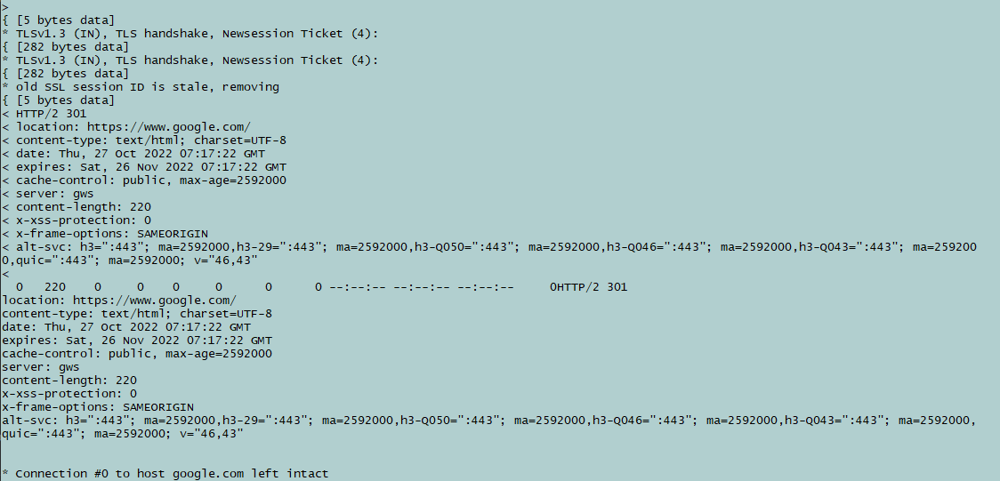 >
{ [5 bytes data]
* TLSv1.3 (IN), TLS handshake, Newsession Ticket (4):
{ [282 bytes data]
* TLSv1.3 (IN), TLS handshake, Newsession Ticket (4):
{ [282 bytes data]
* old SSL session ID is stale, removing
{ [5 bytes data]
< HTTP/2 301
< location: https://www.google.com/
< content-type: text/html; charset=UTF-8
< date: Thu, 27 Oct 2022 07:17:22 GMT
< expires: Sat, 26 Nov 2022 07:17:22 GMT
< cache-control: public, max-age=2592000
< server: gws
< content-length: 220
< x-xss-protection: 0
< x-frame-options: SAMEORIGIN
< alt-svc: h3=":443"; ma=2592000,h3-29=":443"; ma=2592000,h3-Q050=":443"; ma=2592000,h3-Q046=":443"; ma=2592000,h3-Q043=":443"; ma=259200
0,quic=":443"; ma=2592000; v="46,43"
<
  0   220    0     0    0     0      0      0 --:--:-- --:--:-- --:--:--     0HTTP/2 301
location: https://www.google.com/
content-type: text/html; charset=UTF-8
date: Thu, 27 Oct 2022 07:17:22 GMT
expires: Sat, 26 Nov 2022 07:17:22 GMT
cache-control: public, max-age=2592000
server: gws
content-length: 220
x-xss-protection: 0
x-frame-options: SAMEORIGIN
alt-svc: h3=":443"; ma=2592000,h3-29=":443"; ma=2592000,h3-Q050=":443"; ma=2592000,h3-Q046=":443"; ma=2592000,h3-Q043=":443"; ma=2592000,
quic=":443"; ma=2592000; v="46,43"
* Connection #0 to host google.com left intact